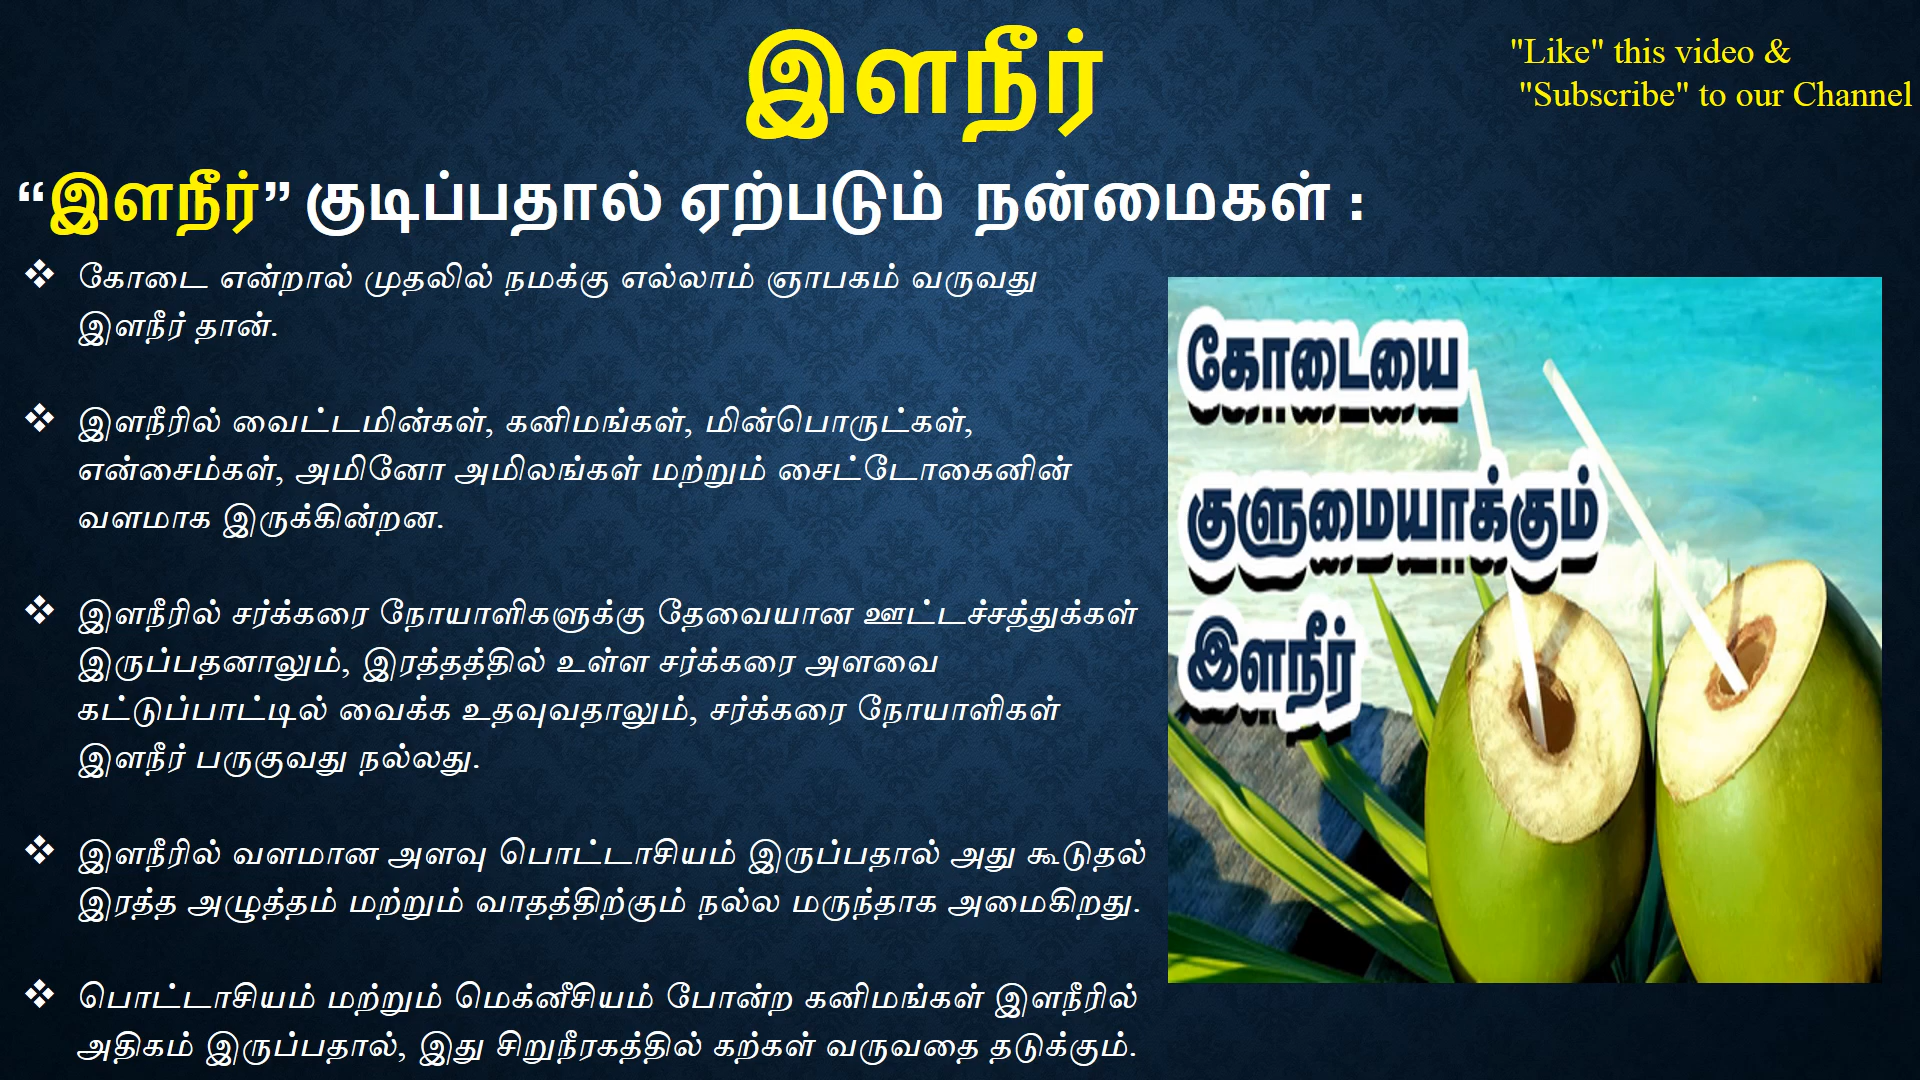 இளநீர்
"Like" this video &
"Subscribe" to our Channel
“இளநீர்” குடிப்பதால் ஏற்படும் நன்மைகள் :
❖ கோடை என்றால் முதலில் நமக்கு எல்லாம் ஞாபகம் வருவது
இளநீர் தான்.
❖ இளநீரில் வைட்டமின்கள், கனிமங்கள், மின்பொருட்கள்,
என்சைம்கள், அமினோ அமிலங்கள் மற்றும் சைட்டோகைனின்
வளமாக இருக்கின்றன.
❖ இளநீரில் சர்க்கரை நோயாளிகளுக்கு தேவையான ஊட்டச்சத்துக்கள்
இருப்பதனாலும், இரத்தத்தில் உள்ள சர்க்கரை அளவை
கட்டுப்பாட்டில் வைக்க உதவுவதாலும், சர்க்கரை நோயாளிகள்
இளநீர் பருகுவது நல்லது.
❖ இளநீரில் வளமான அளவு பொட்டாசியம் இருப்பதால் அது கூடுதல்
இரத்த அழுத்தம் மற்றும் வாதத்திற்கும் நல்ல மருந்தாக அமைகிறது.
❖ பொட்டாசியம் மற்றும் மெக்னீசியம் போன்ற கனிமங்கள் இளநீரில்
அதிகம் இருப்பதால், இது சிறுநீரகத்தில் கற்கள் வருவதை தடுக்கும்.
கோடையை
குளுமையாக்கும்
இளநீர்